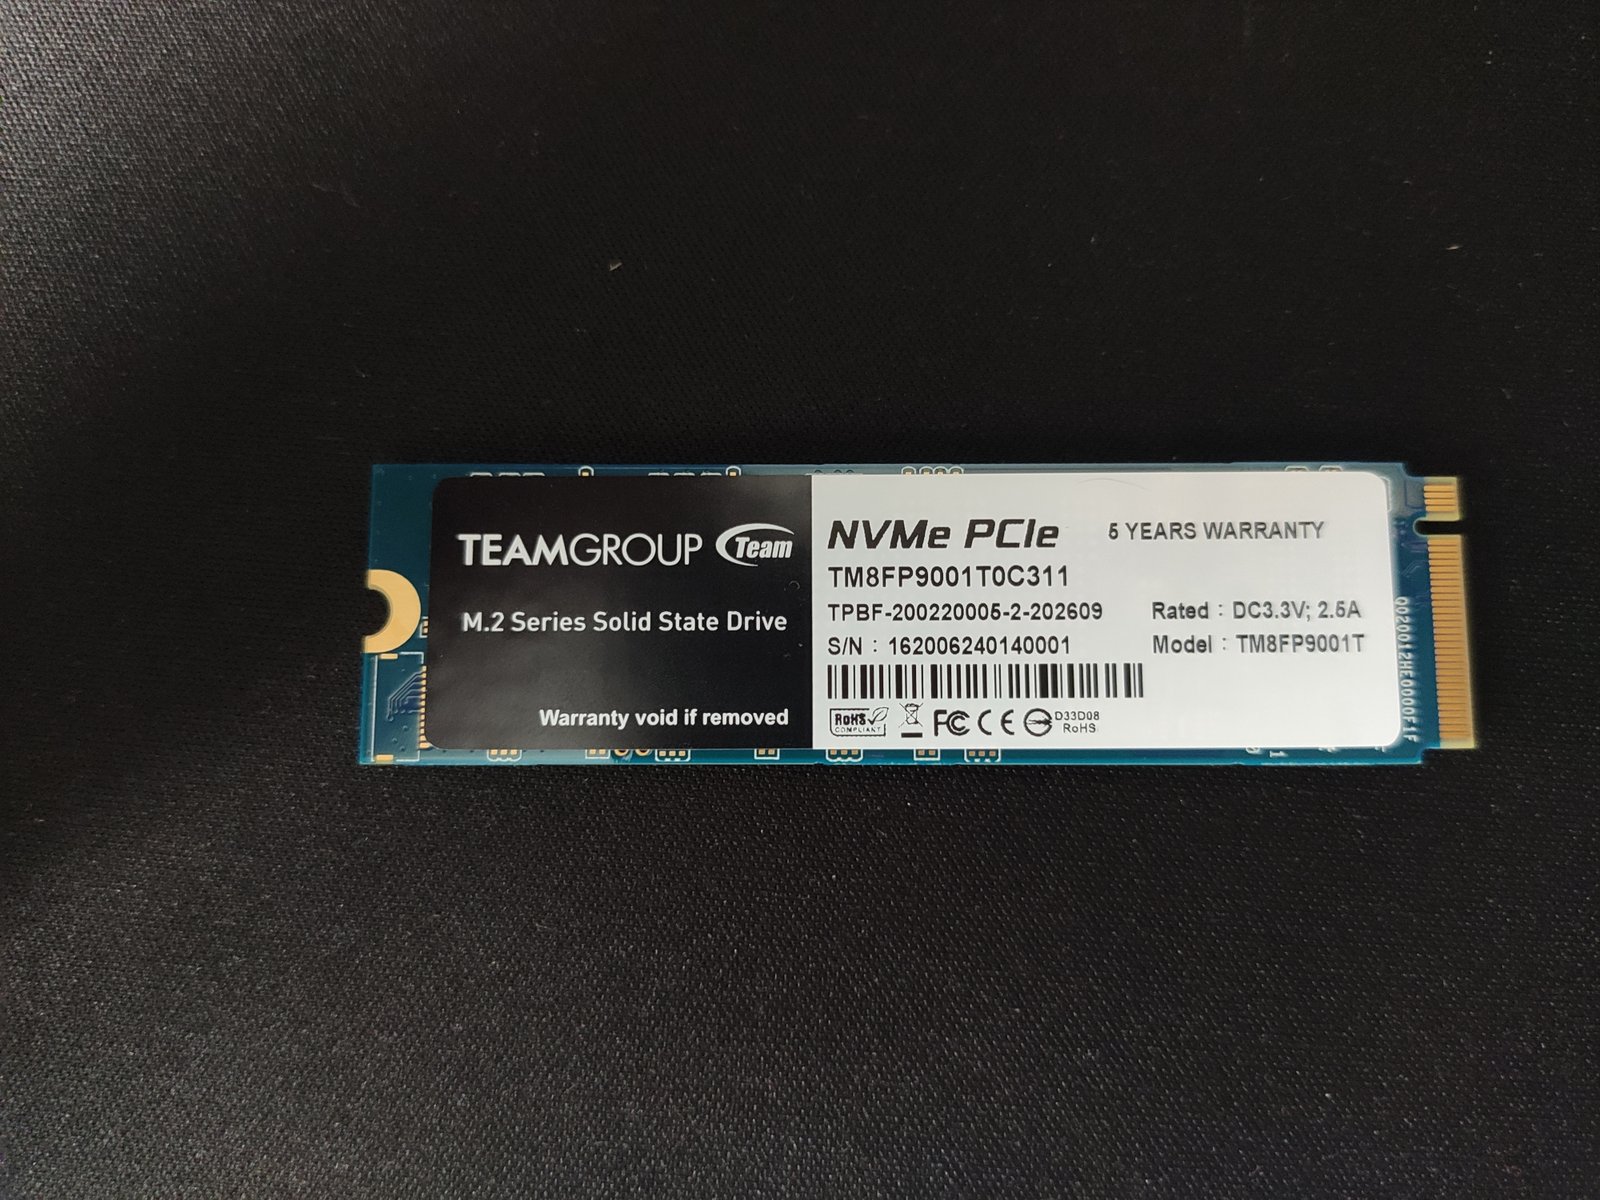 TEAMGROUP Team
M.2 Series Solid State Drive
Warranty void if removed
NVMe PCIe 5 YEARS WARRANTY
TM8FP9001T0C311
TPBF-200220005-2-202609 Rated : DC3.3V; 2.5A
S/N : 162006240140001 Model : TM8FP9001T
RoHS
COMPLIANT
FC CE D33D08
RoHS